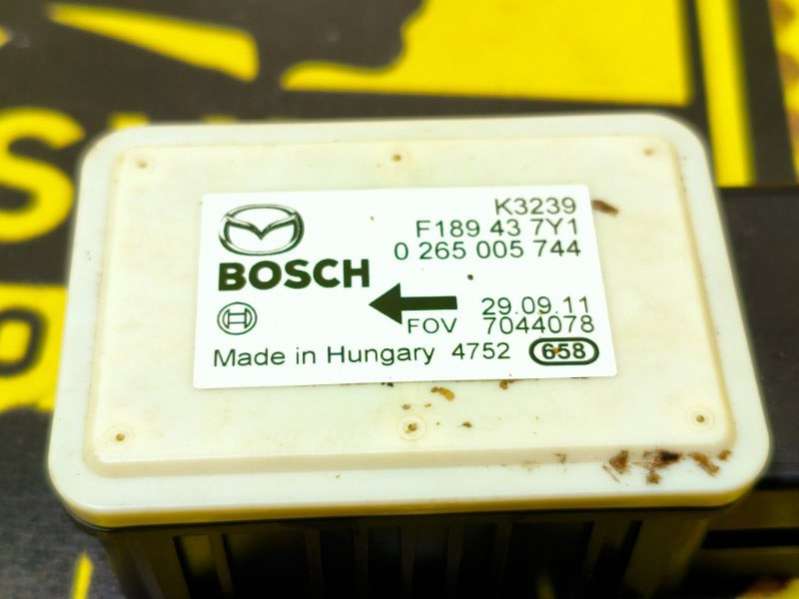 K3239
F189 43 7Y1
0 265 005 744
BOSCH
29.09.11
FOV 7044078
Made in Hungary 4752 658